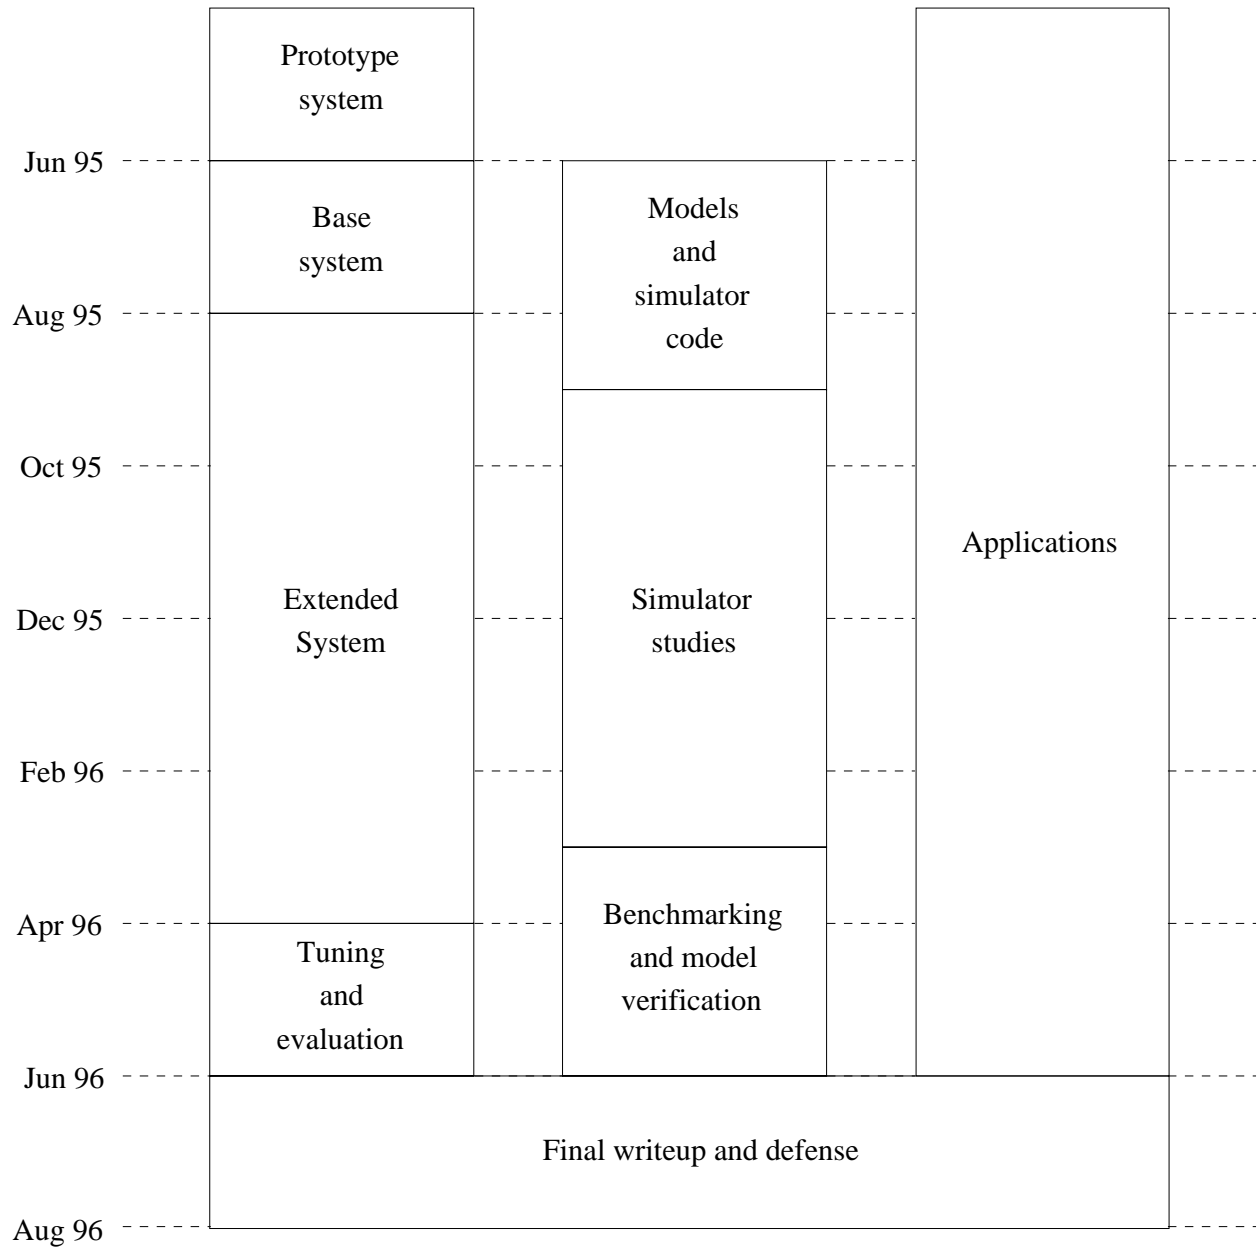 Prototype
system
Jun 95
Base
system
Models
and
simulator
code
Aug 95
Oct 95
Applications
Extended
System
Simulator
studies
Dec 95
Feb 96
Apr 96
Tuning
and
evaluation
Benchmarking
and model
verification
Jun 96
Final writeup and defense
Aug 96